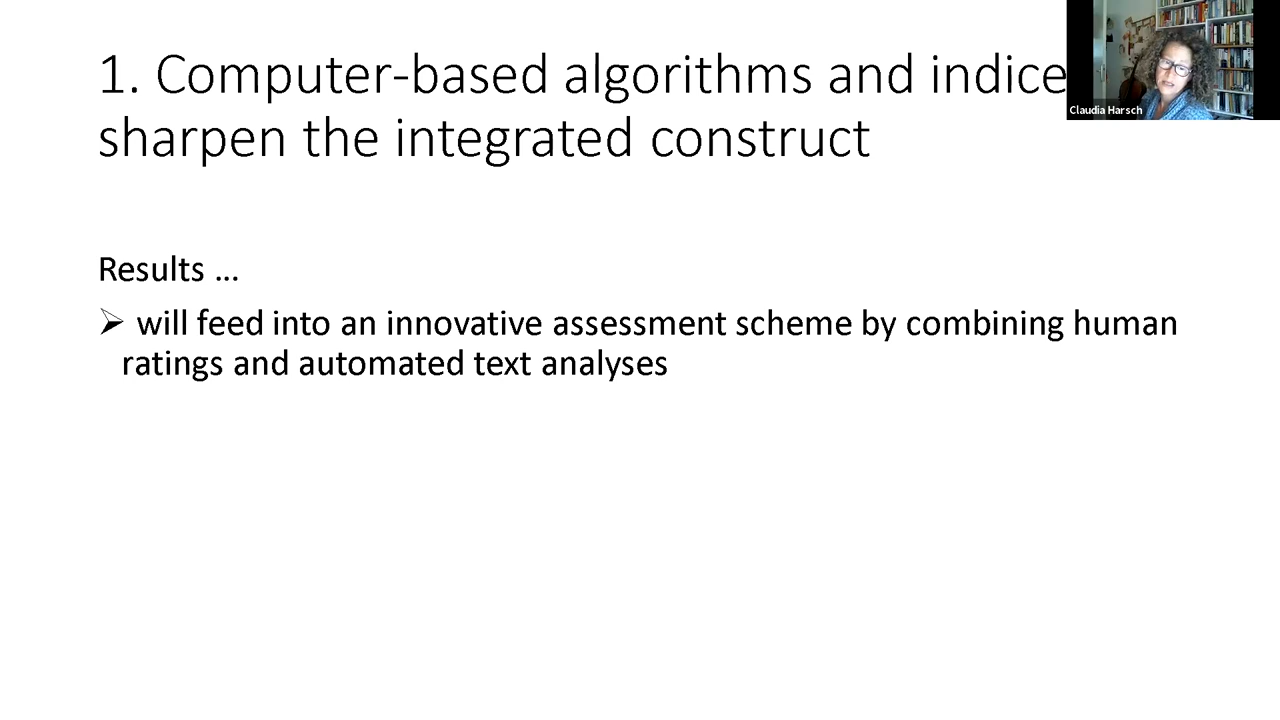 1. Computer-based algorithms and indice
sharpen the integrated construct
Claudia Harsch
Results ...
➢ will feed into an innovative assessment scheme by combining human
ratings and automated text analyses